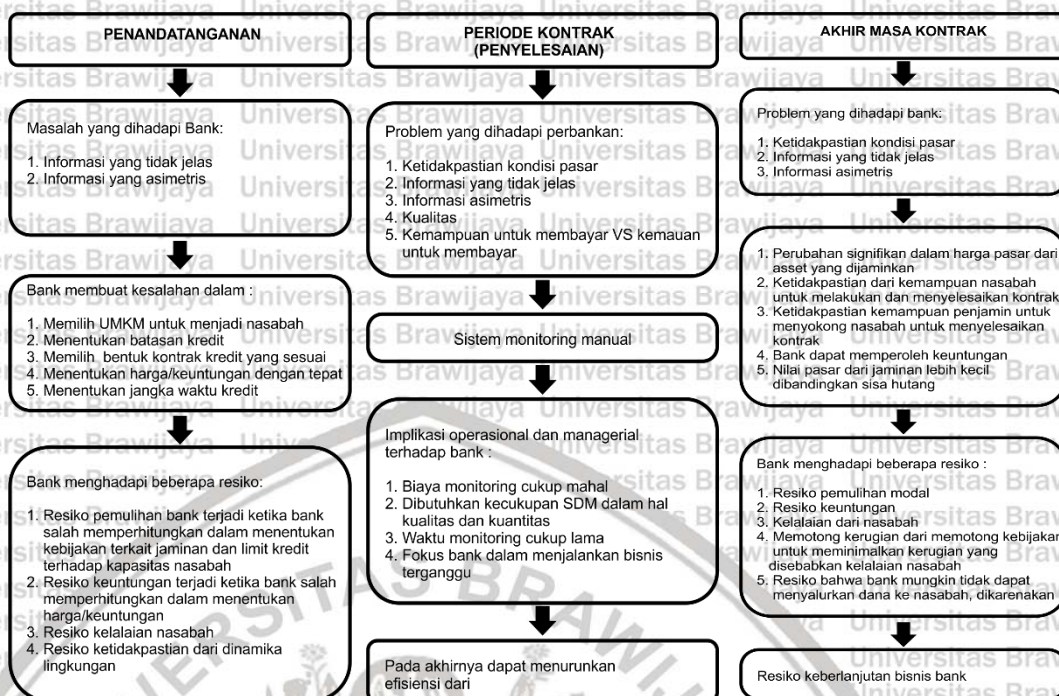 PENANDATANGANAN
Masalah yang dihadapi Bank:
1. Informasi yang tidak jelas
2. Informasi yang asimetris
Bank membuat kesalahan dalam :
1. Memilih UMKM untuk menjadi nasabah
2. Menentukan batasan kredit
3. Memilih bentuk kontrak kredit yang sesuai
4. Menentukan harga/keuntungan dengan tepat
5. Menentukan jangka waktu kredit
Bank menghadapi beberapa resiko:
1. Resiko pemulihan bank terjadi ketika bank
salah memperhitungkan dalam menentukan
kebijakan terkait jaminan dan limit kredit
terhadap kapasitas nasabah
2. Resiko keuntungan terjadi ketika bank salah
memperhitungkan dalam menentukan
harga/keuntungan
3. Resiko kelalaian nasabah
4. Resiko ketidakpastian dari dinamika
lingkungan
PERIODE KONTRAK
(PENYELESAIAN)
Problem yang dihadapi perbankan:
1. Ketidakpastian kondisi pasar
2. Informasi yang tidak jelas
3. Informasi asimetris
4. Kualitas
5. Kemampuan untuk membayar VS kemauan
untuk membayar
Sistem monitoring manual
Implikasi operasional dan managerial
terhadap bank :
1. Biaya monitoring cukup mahal
2. Dibutuhkan kecukupan SDM dalam hal
kualitas dan kuantitas
3. Waktu monitoring cukup lama
4. Fokus bank dalam menjalankan bisnis
terganggu
Pada akhirnya dapat menurunkan
efisiensi dari
AKHIR MASA KONTRAK
Problem yang dihadapi bank:
1. Ketidakpastian kondisi pasar
2. Informasi yang tidak jelas
3. Informasi asimetris
1. Perubahan signifikan dalam harga pasar dari
asset yang dijaminkan
2. Ketidakpastian dari kemampuan nasabah
untuk melakukan dan menyelesaikan kontrak
3. Ketidakpastian kemampuan penjamin untuk
menyokong nasabah untuk menyelesaikan
kontrak
4. Bank dapat memperoleh keuntungan
5. Nilai pasar dari jaminan lebih kecil
dibandingkan sisa hutang
Bank menghadapi beberapa resiko :
1. Resiko pemulihan modal
2. Resiko keuntungan
3. Kelalaian dari nasabah
4. Memotong kerugian dari memotong kebijakan
untuk meminimalkan kerugian yang
disebabkan kelalaian nasabah
5. Resiko bahwa bank mungkin tidak dapat
menyalurkan dana ke nasabah, dikarenakan
Resiko keberlanjutan bisnis bank
Universitas Brawijaya
UNIVERSITAS BRAWIJ